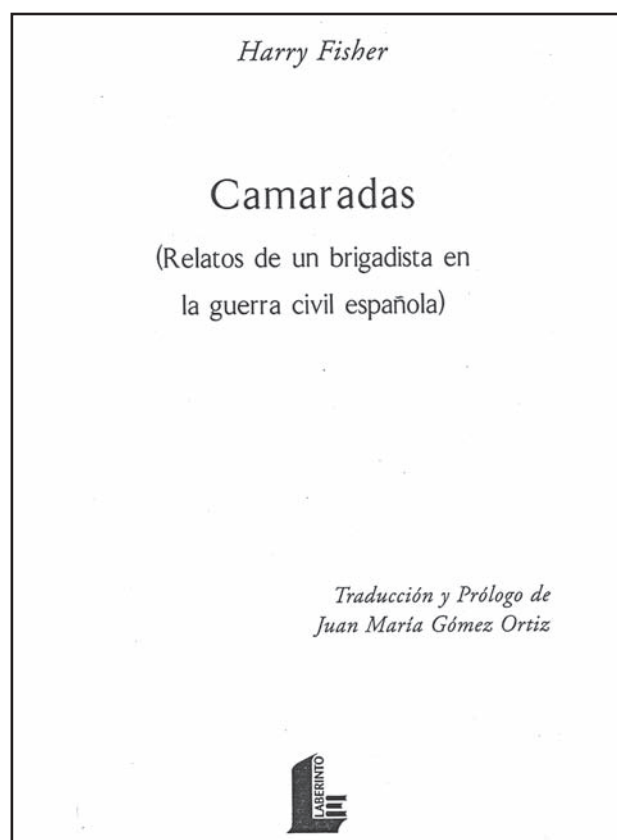 Harry Fisher
Camaradas
(Relatos de un brigadista en
la guerra civil española)
Traducción y Prólogo de
Juan María Gómez Ortiz
LABERINTO